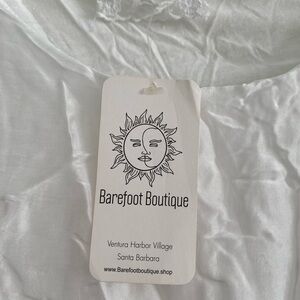 Barefoot Boutique
Ventura Harbor Village
Santa Barbara
www.Barefootboutique.shop